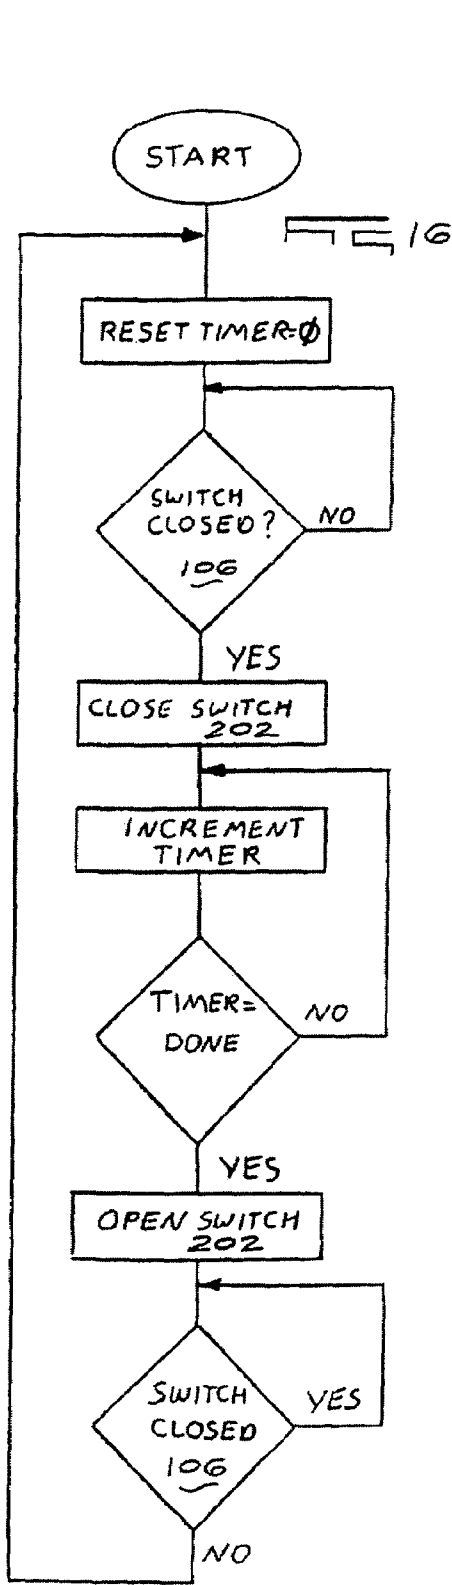 START
FIG 16
RESET TIMER=Ø
SWITCH
CLOSED?
106
NO
YES
CLOSE SWITCH
202
INCREMENT
TIMER
TIMER=
DONE
NO
YES
OPEN SWITCH
202
SWITCH
CLOSED
106
YES
NO